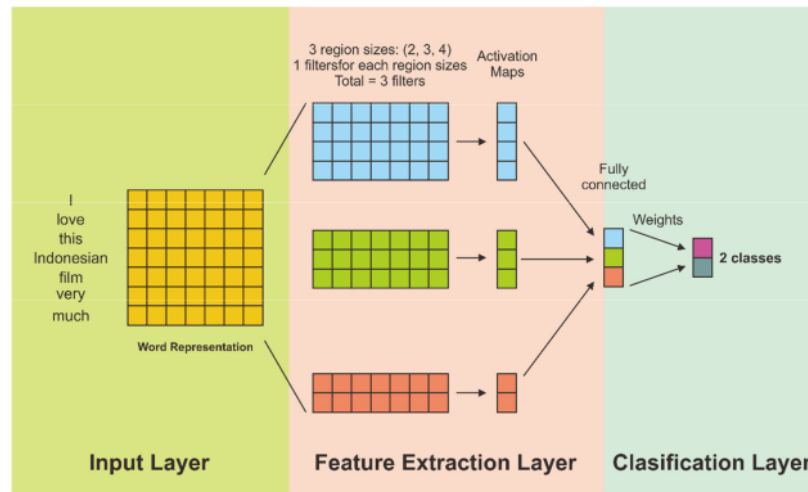 3 region sizes: (2, 3, 4)
1 filtersfor each region sizes
Total = 3 filters
Activation
Maps
I
love
this
Indonesian
film
very
much
Word Representation
Fully
connected
Weights
2 classes
Input Layer
Feature Extraction Layer
Clasification Layer